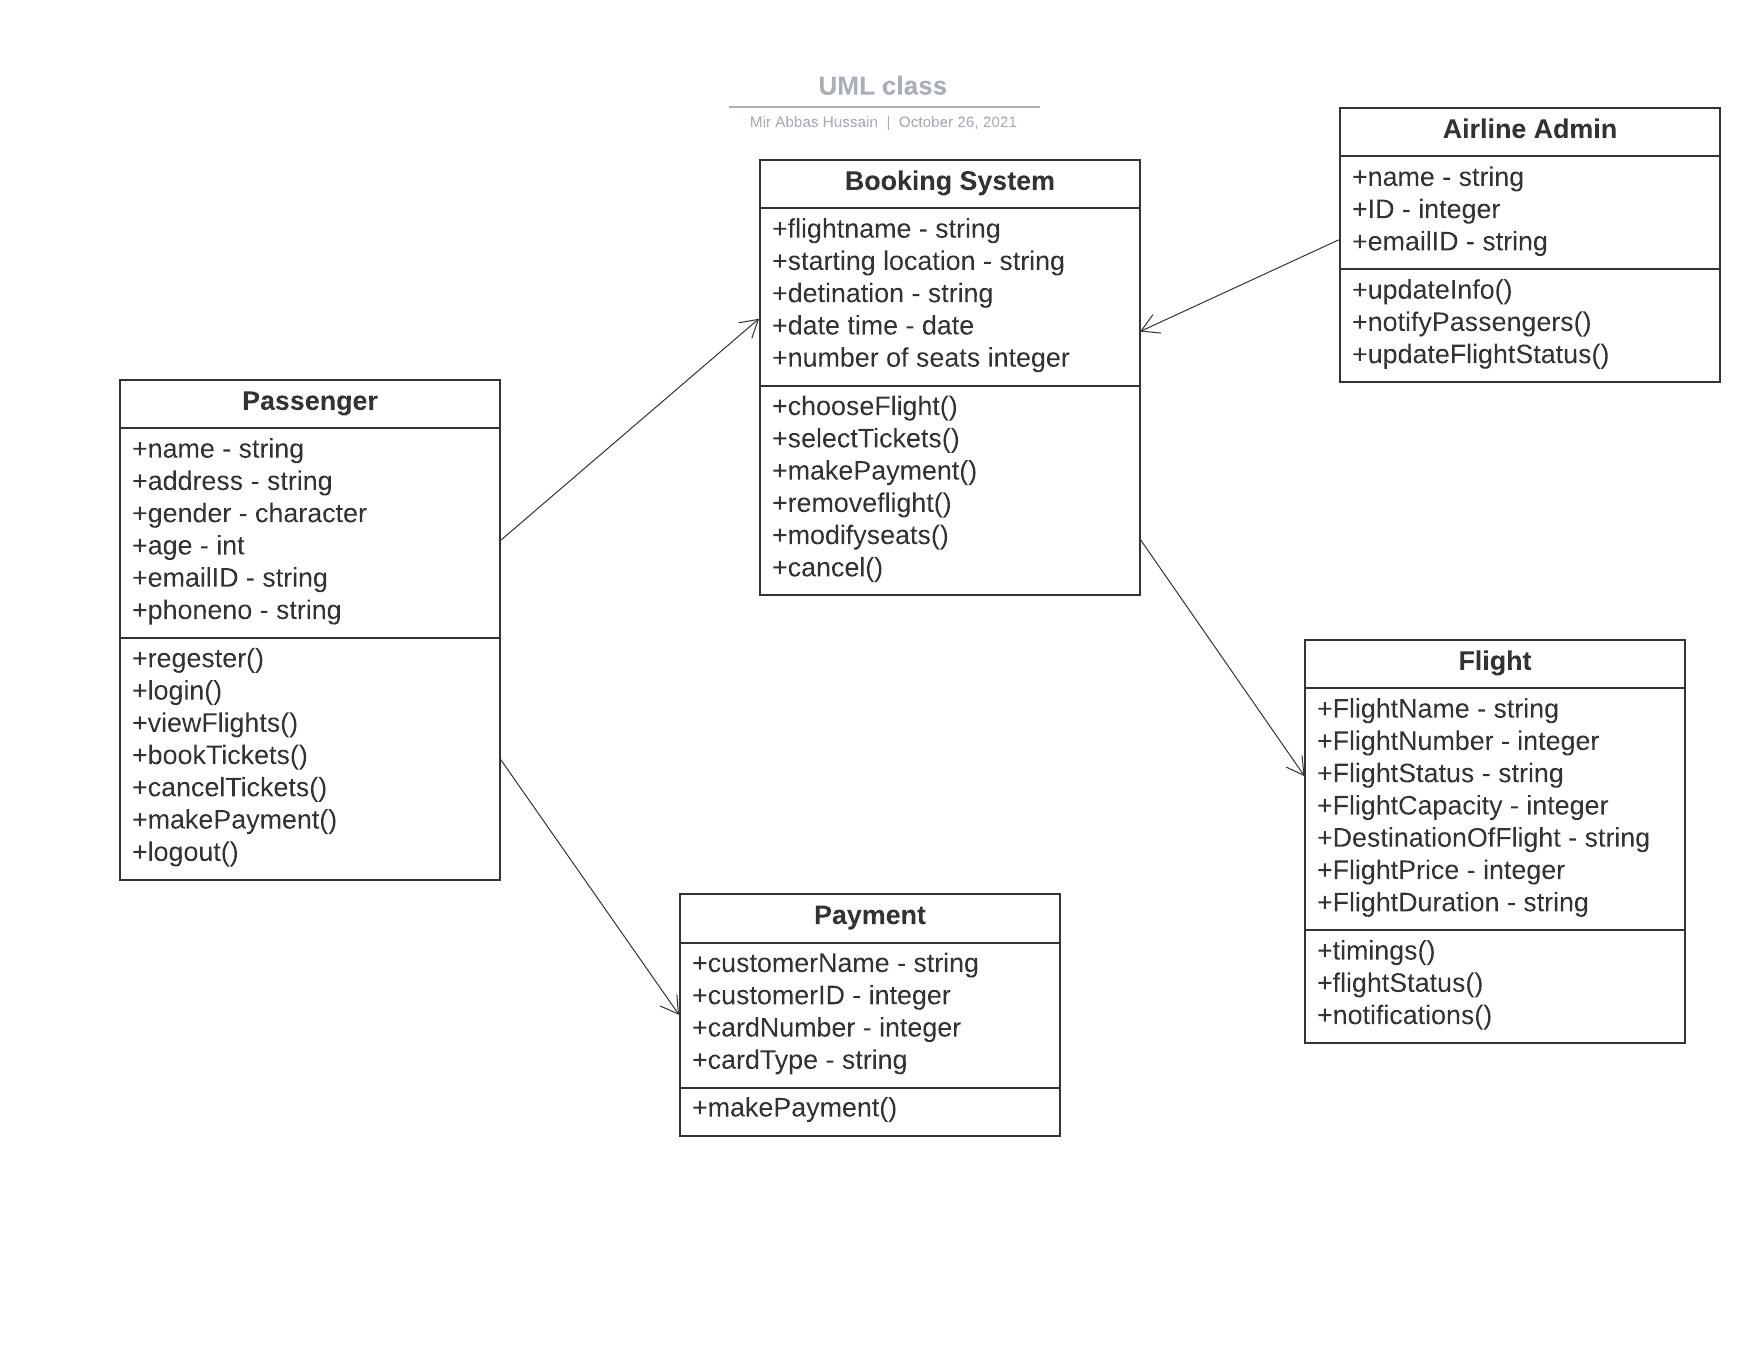 UML class
Mir Abbas Hussain | October 26, 2021
Airline Admin
+name - string
+ID - integer
+emailID - string
+updateInfo()
+notifyPassengers()
+updateFlightStatus()
Booking System
+flightname - string
+starting location - string
+detination - string
+date time - date
+number of seats integer
+chooseFlight()
+selectTickets()
+makePayment()
+removeflight()
+modifyseats()
+cancel()
Passenger
+name - string
+address - string
+gender - character
+age - int
+emailID - string
+phoneno - string
+regester()
+login()
+viewFlights()
+bookTickets()
+cancelTickets()
+makePayment()
+logout()
Flight
+FlightName - string
+FlightNumber - integer
+FlightStatus - string
+FlightCapacity - integer
+DestinationOfFlight - string
+FlightPrice - integer
+FlightDuration - string
+timings()
+flightStatus()
+notifications()
Payment
+customerName - string
+customerID - integer
+cardNumber - integer
+cardType - string
+makePayment()